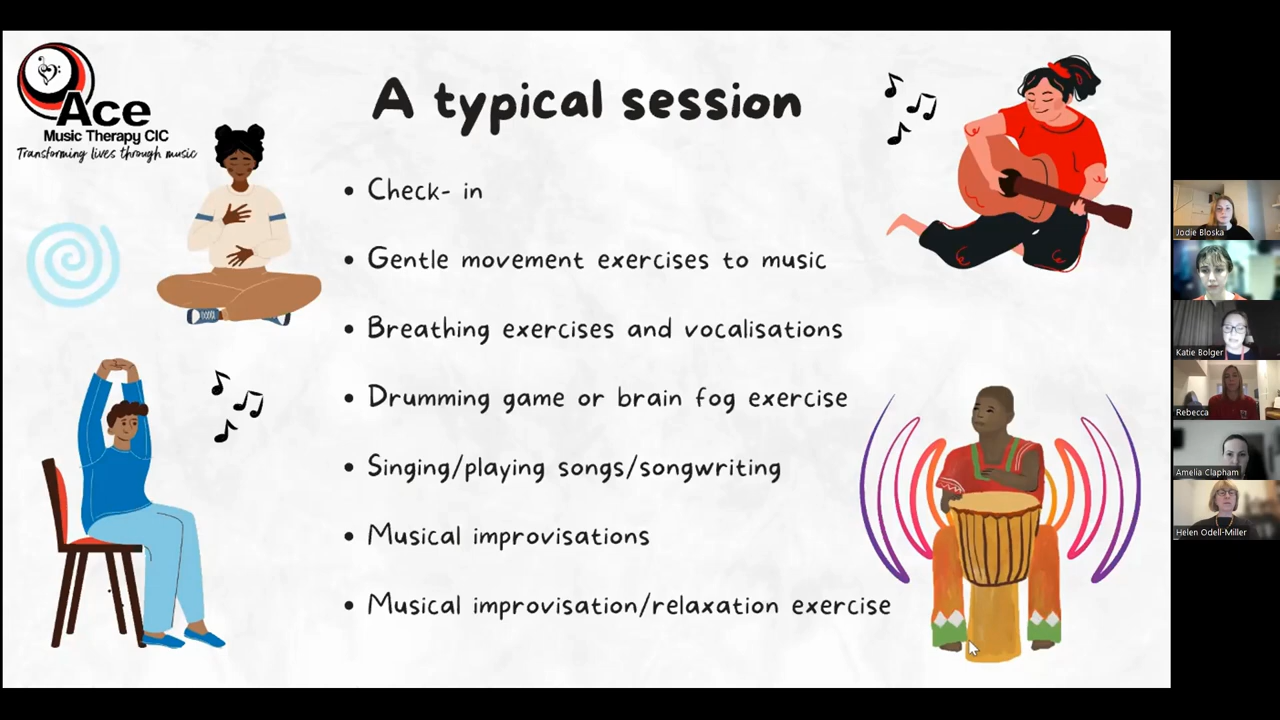 Ace
Music Therapy CIC
Transforming lives through music
A typical session
• Check- in
• Gentle movement exercises to music
• Breathing exercises and vocalisations
• Drumming game or brain fog exercise
• Singing/playing songs/songwriting
• Musical improvisations
• Musical improvisation/relaxation exercise
Jodie Bloska
Katie Bolger
Rebecca
Amelia Clapham
Helen Odell-Miller